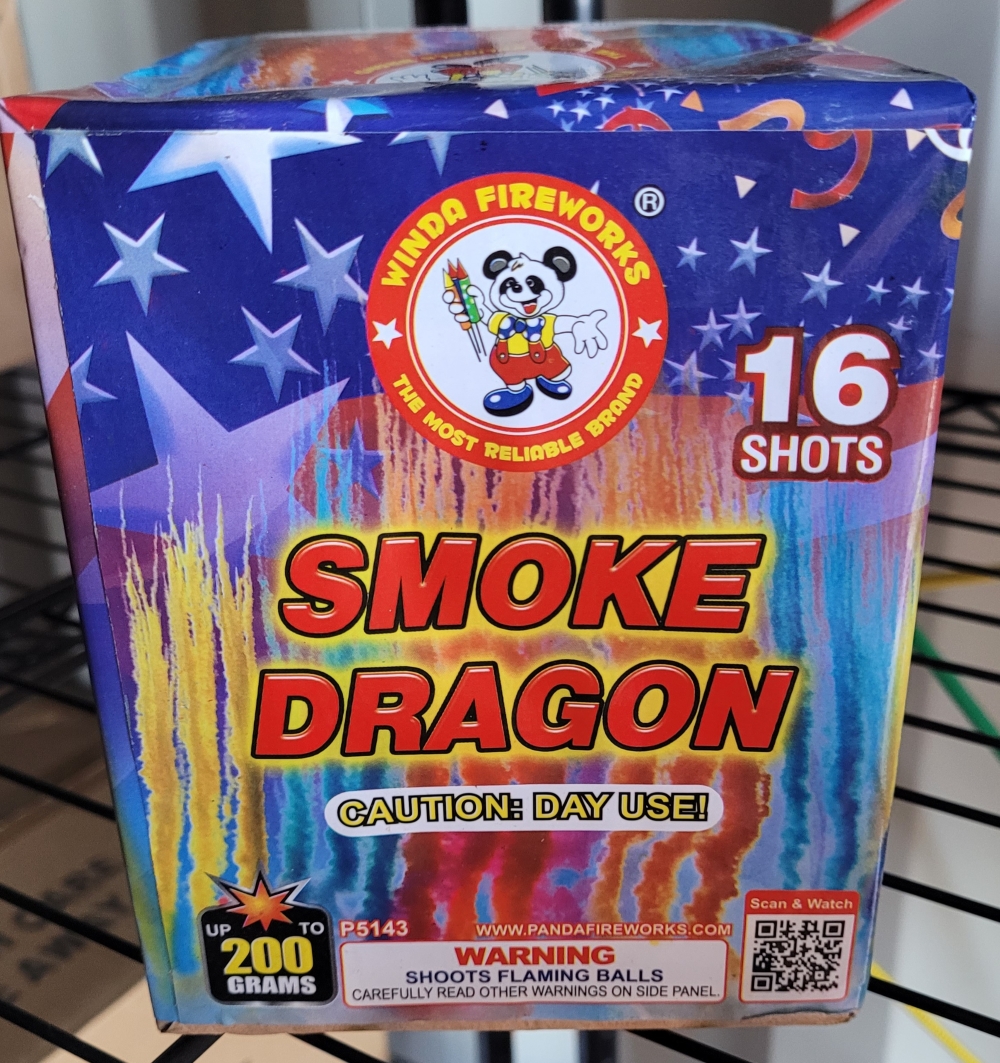 WINDA FIREWORKS
®
THE MOST RELIABLE BRAND
16
SHOTS
SMOKE
DRAGON
CAUTION: DAY USE!
UP TO
200
GRAMS
P5143
WWW.PANDAFIREWORKS.COM
WARNING
SHOOTS FLAMING BALLS
CAREFULLY READ OTHER WARNINGS ON SIDE PANEL.
Scan & Watch